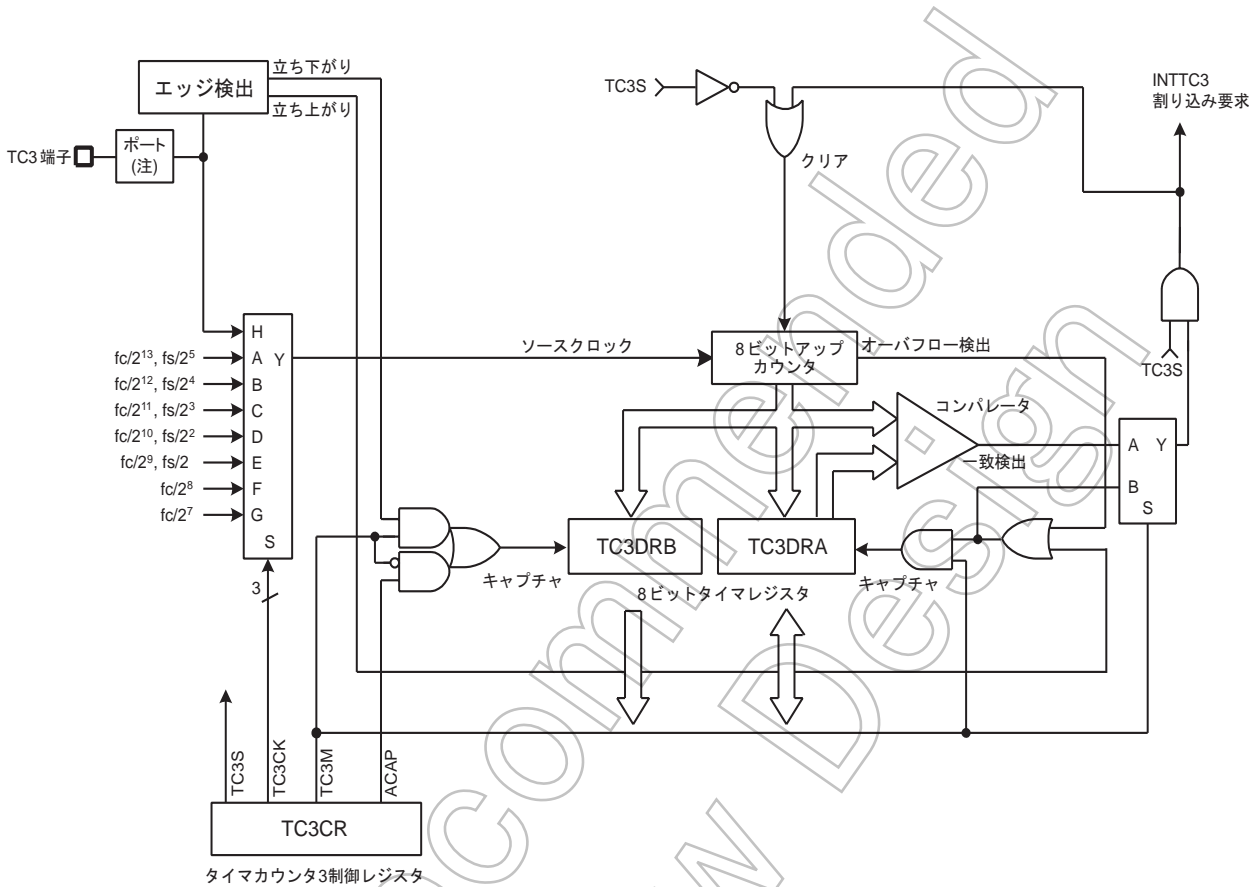 立ち下がり
エッジ検出
立ち上がり
TC3 端子
ポート
(注)
TC3S
クリア
INTTC3
割り込み要求
TC3S
H
fc/2¹³, fs/2⁵
A
Y
fc/2¹², fs/2⁴
B
fc/2¹¹, fs/2³
C
fc/2¹⁰, fs/2²
D
fc/2⁹, fs/2
E
fc/2⁸
F
fc/2⁷
G
S
3
ソースクロック
8ビットアップ
カウンタ
オーバフロー検出
コンパレータ
一致検出
A
Y
B
S
TC3DRB
TC3DRA
キャプチャ
キャプチャ
8ビットタイマレジスタ
TC3S
TC3CK
TC3M
ACAP
TC3CR
タイマカウンタ3制御レジスタ
commended
w Design